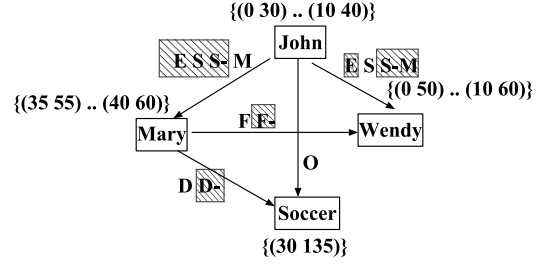 {(0 30) .. (10 40)}
John
E S S- M
E S S-M
{(35 55) .. (40 60)}
{(0 50) .. (10 60)}
Mary
F F-
Wendy
O
D D-
Soccer
{(30 135)}